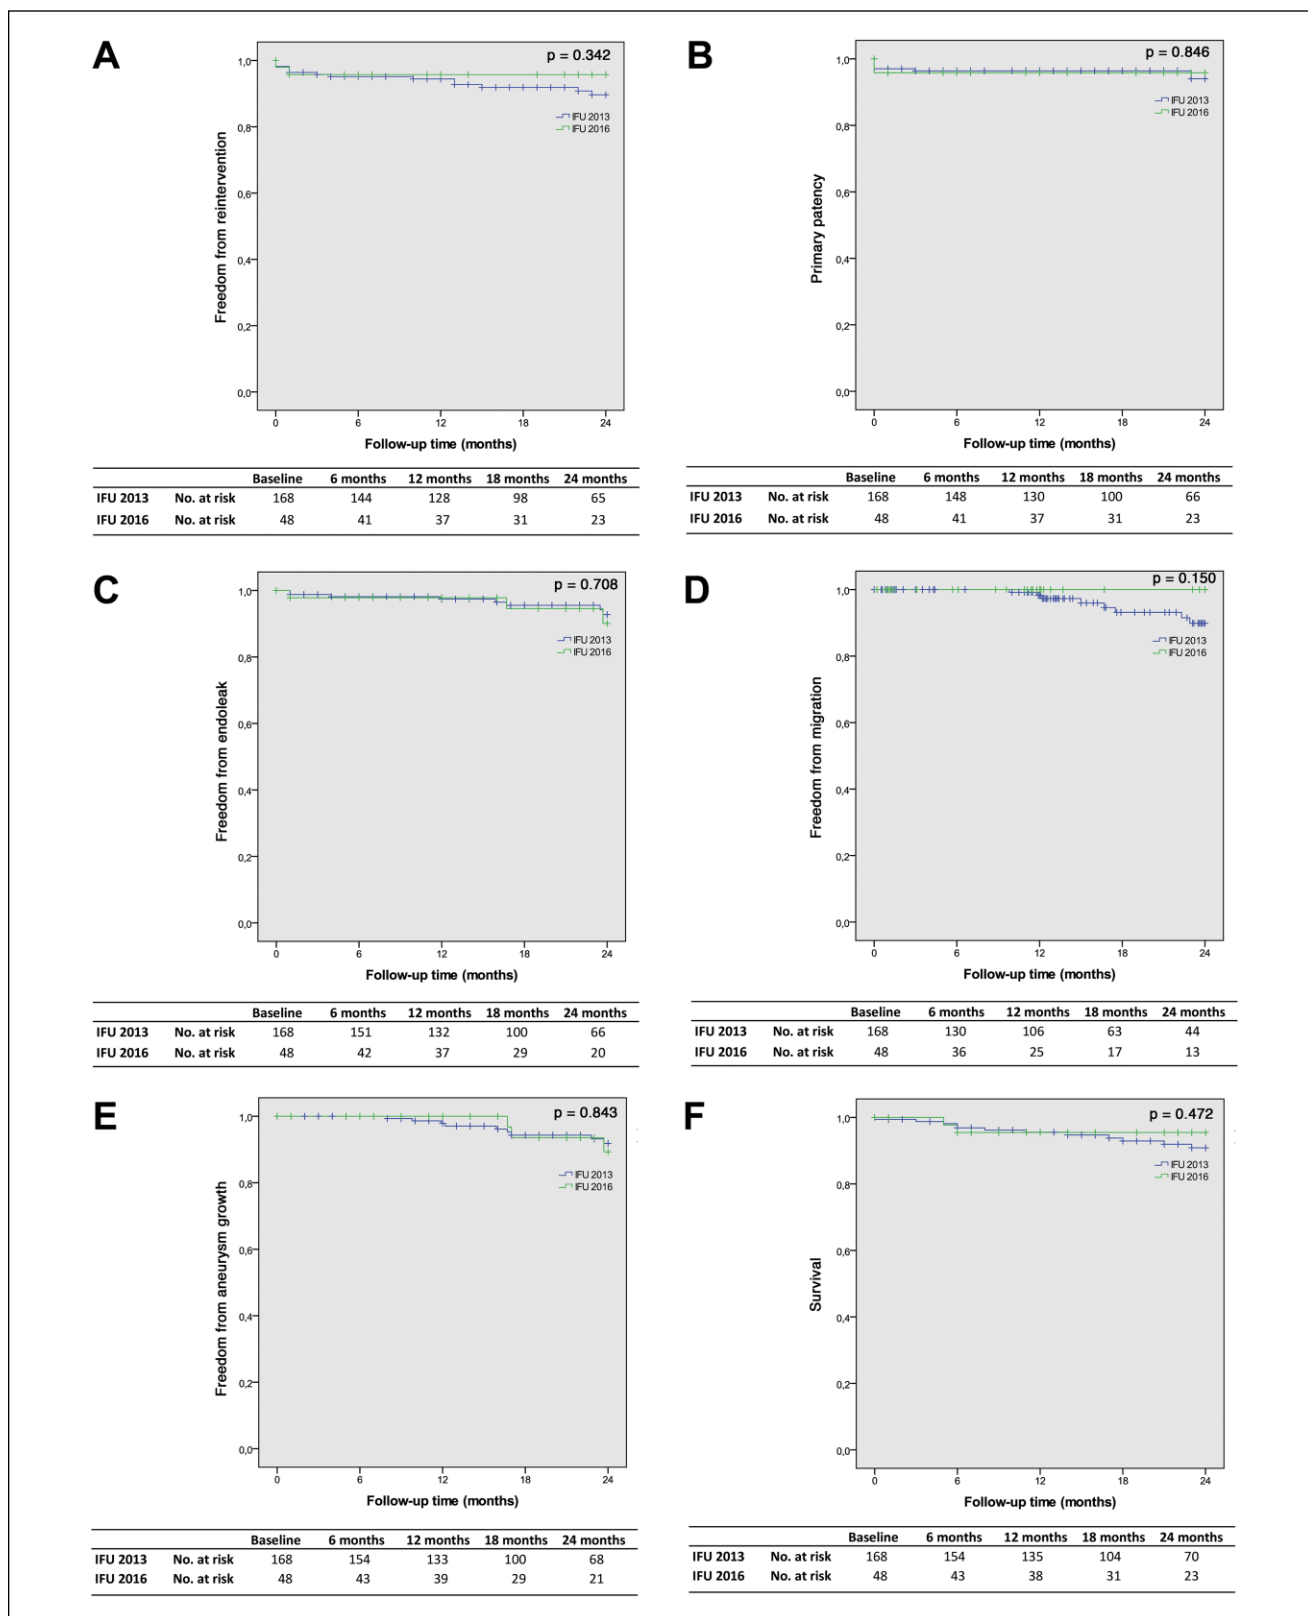 A
p = 0.342
1,0
0,8
0,6
0,4
0,2
0,0
IFU 2013
IFU 2016
Freedom from reintervention
0 6 12 18 24
Follow-up time (months)
Baseline 6 months 12 months 18 months 24 months
IFU 2013 No. at risk 168 144 128 98 65
IFU 2016 No. at risk 48 41 37 31 23
B
p = 0.846
1,0
0,8
0,6
0,4
0,2
0,0
IFU 2013
IFU 2016
Primary patency
0 6 12 18 24
Follow-up time (months)
Baseline 6 months 12 months 18 months 24 months
IFU 2013 No. at risk 168 148 130 100 66
IFU 2016 No. at risk 48 41 37 31 23
C
p = 0.708
1,0
0,8
0,6
0,4
0,2
0,0
IFU 2013
IFU 2016
Freedom from endoleak
0 6 12 18 24
Follow-up time (months)
Baseline 6 months 12 months 18 months 24 months
IFU 2013 No. at risk 168 151 132 100 66
IFU 2016 No. at risk 48 42 37 29 20
D
p = 0.150
1,0
0,8
0,6
0,4
0,2
0,0
IFU 2013
IFU 2016
Freedom from migration
0 6 12 18 24
Follow-up time (months)
Baseline 6 months 12 months 18 months 24 months
IFU 2013 No. at risk 168 130 106 63 44
IFU 2016 No. at risk 48 36 25 17 13
E
p = 0.843
1,0
0,8
0,6
0,4
0,2
0,0
IFU 2013
IFU 2016
Freedom from aneurysm growth
0 6 12 18 24
Follow-up time (months)
Baseline 6 months 12 months 18 months 24 months
IFU 2013 No. at risk 168 154 133 100 68
IFU 2016 No. at risk 48 43 39 29 21
F
p = 0.472
1,0
0,8
0,6
0,4
0,2
0,0
IFU 2013
IFU 2016
Survival
0 6 12 18 24
Follow-up time (months)
Baseline 6 months 12 months 18 months 24 months
IFU 2013 No. at risk 168 154 135 104 70
IFU 2016 No. at risk 48 43 38 31 23